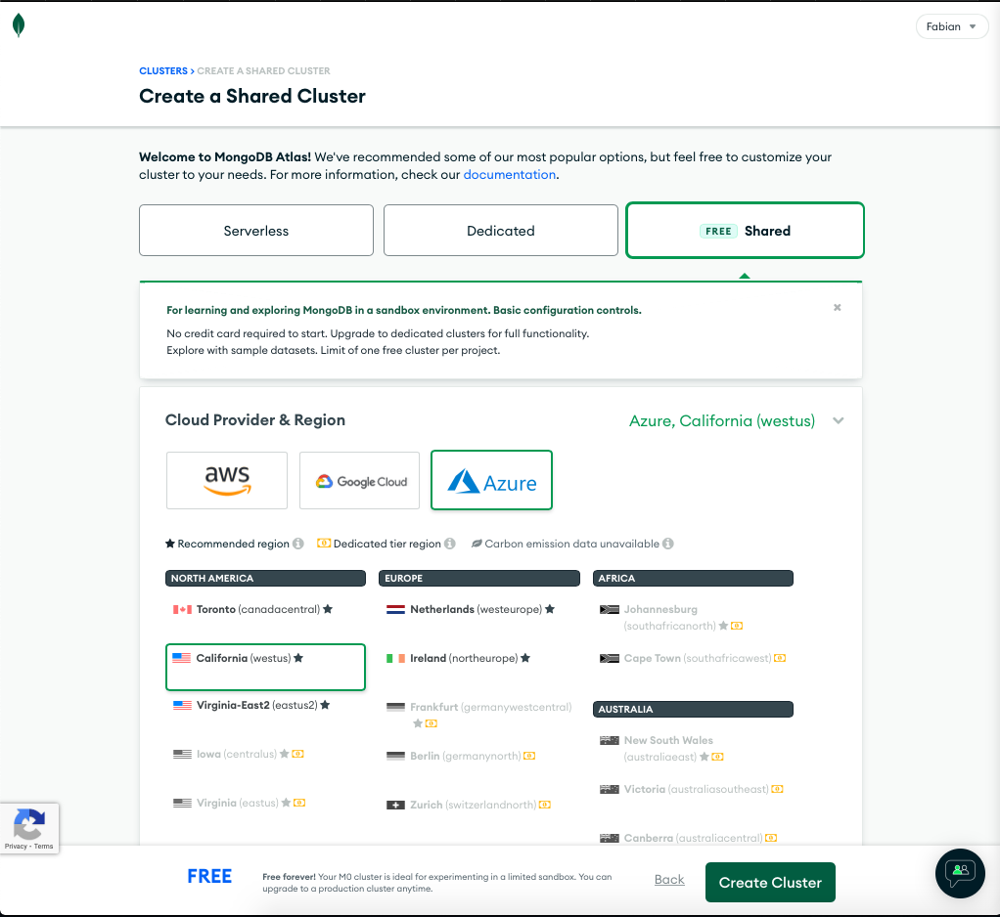 Fabian
CLUSTERS > CREATE A SHARED CLUSTER
Create a Shared Cluster
Welcome to MongoDB Atlas! We've recommended some of our most popular options, but feel free to customize your
cluster to your needs. For more information, check our documentation.
Serverless
Dedicated
FREE Shared
For learning and exploring MongoDB in a sandbox environment. Basic configuration controls.
No credit card required to start. Upgrade to dedicated clusters for full functionality.
Explore with sample datasets. Limit of one free cluster per project.
Cloud Provider & Region
Azure, California (westus)
aws
Google Cloud
Azure
Recommended region
Dedicated tier region
Carbon emission data unavailable
NORTH AMERICA
Toronto (canadacentral)
California (westus)
Virginia-East2 (eastus2)
Iowa (centralus)
Virginia (eastus)
EUROPE
Netherlands (westeurope)
Ireland (northeurope)
Frankfurt (germanywestcentral)
Berlin (germanynorth)
Zurich (switzerlandnorth)
AFRICA
Johannesburg
(southafricanorth)
Cape Town (southafricawest)
AUSTRALIA
New South Wales
(australiaeast)
Victoria (australiasoutheast)
Canberra (australiacentral)
Privacy - Terms
FREE
Free forever! Your M0 cluster is ideal for experimenting in a limited sandbox. You can
upgrade to a production cluster anytime.
Back
Create Cluster